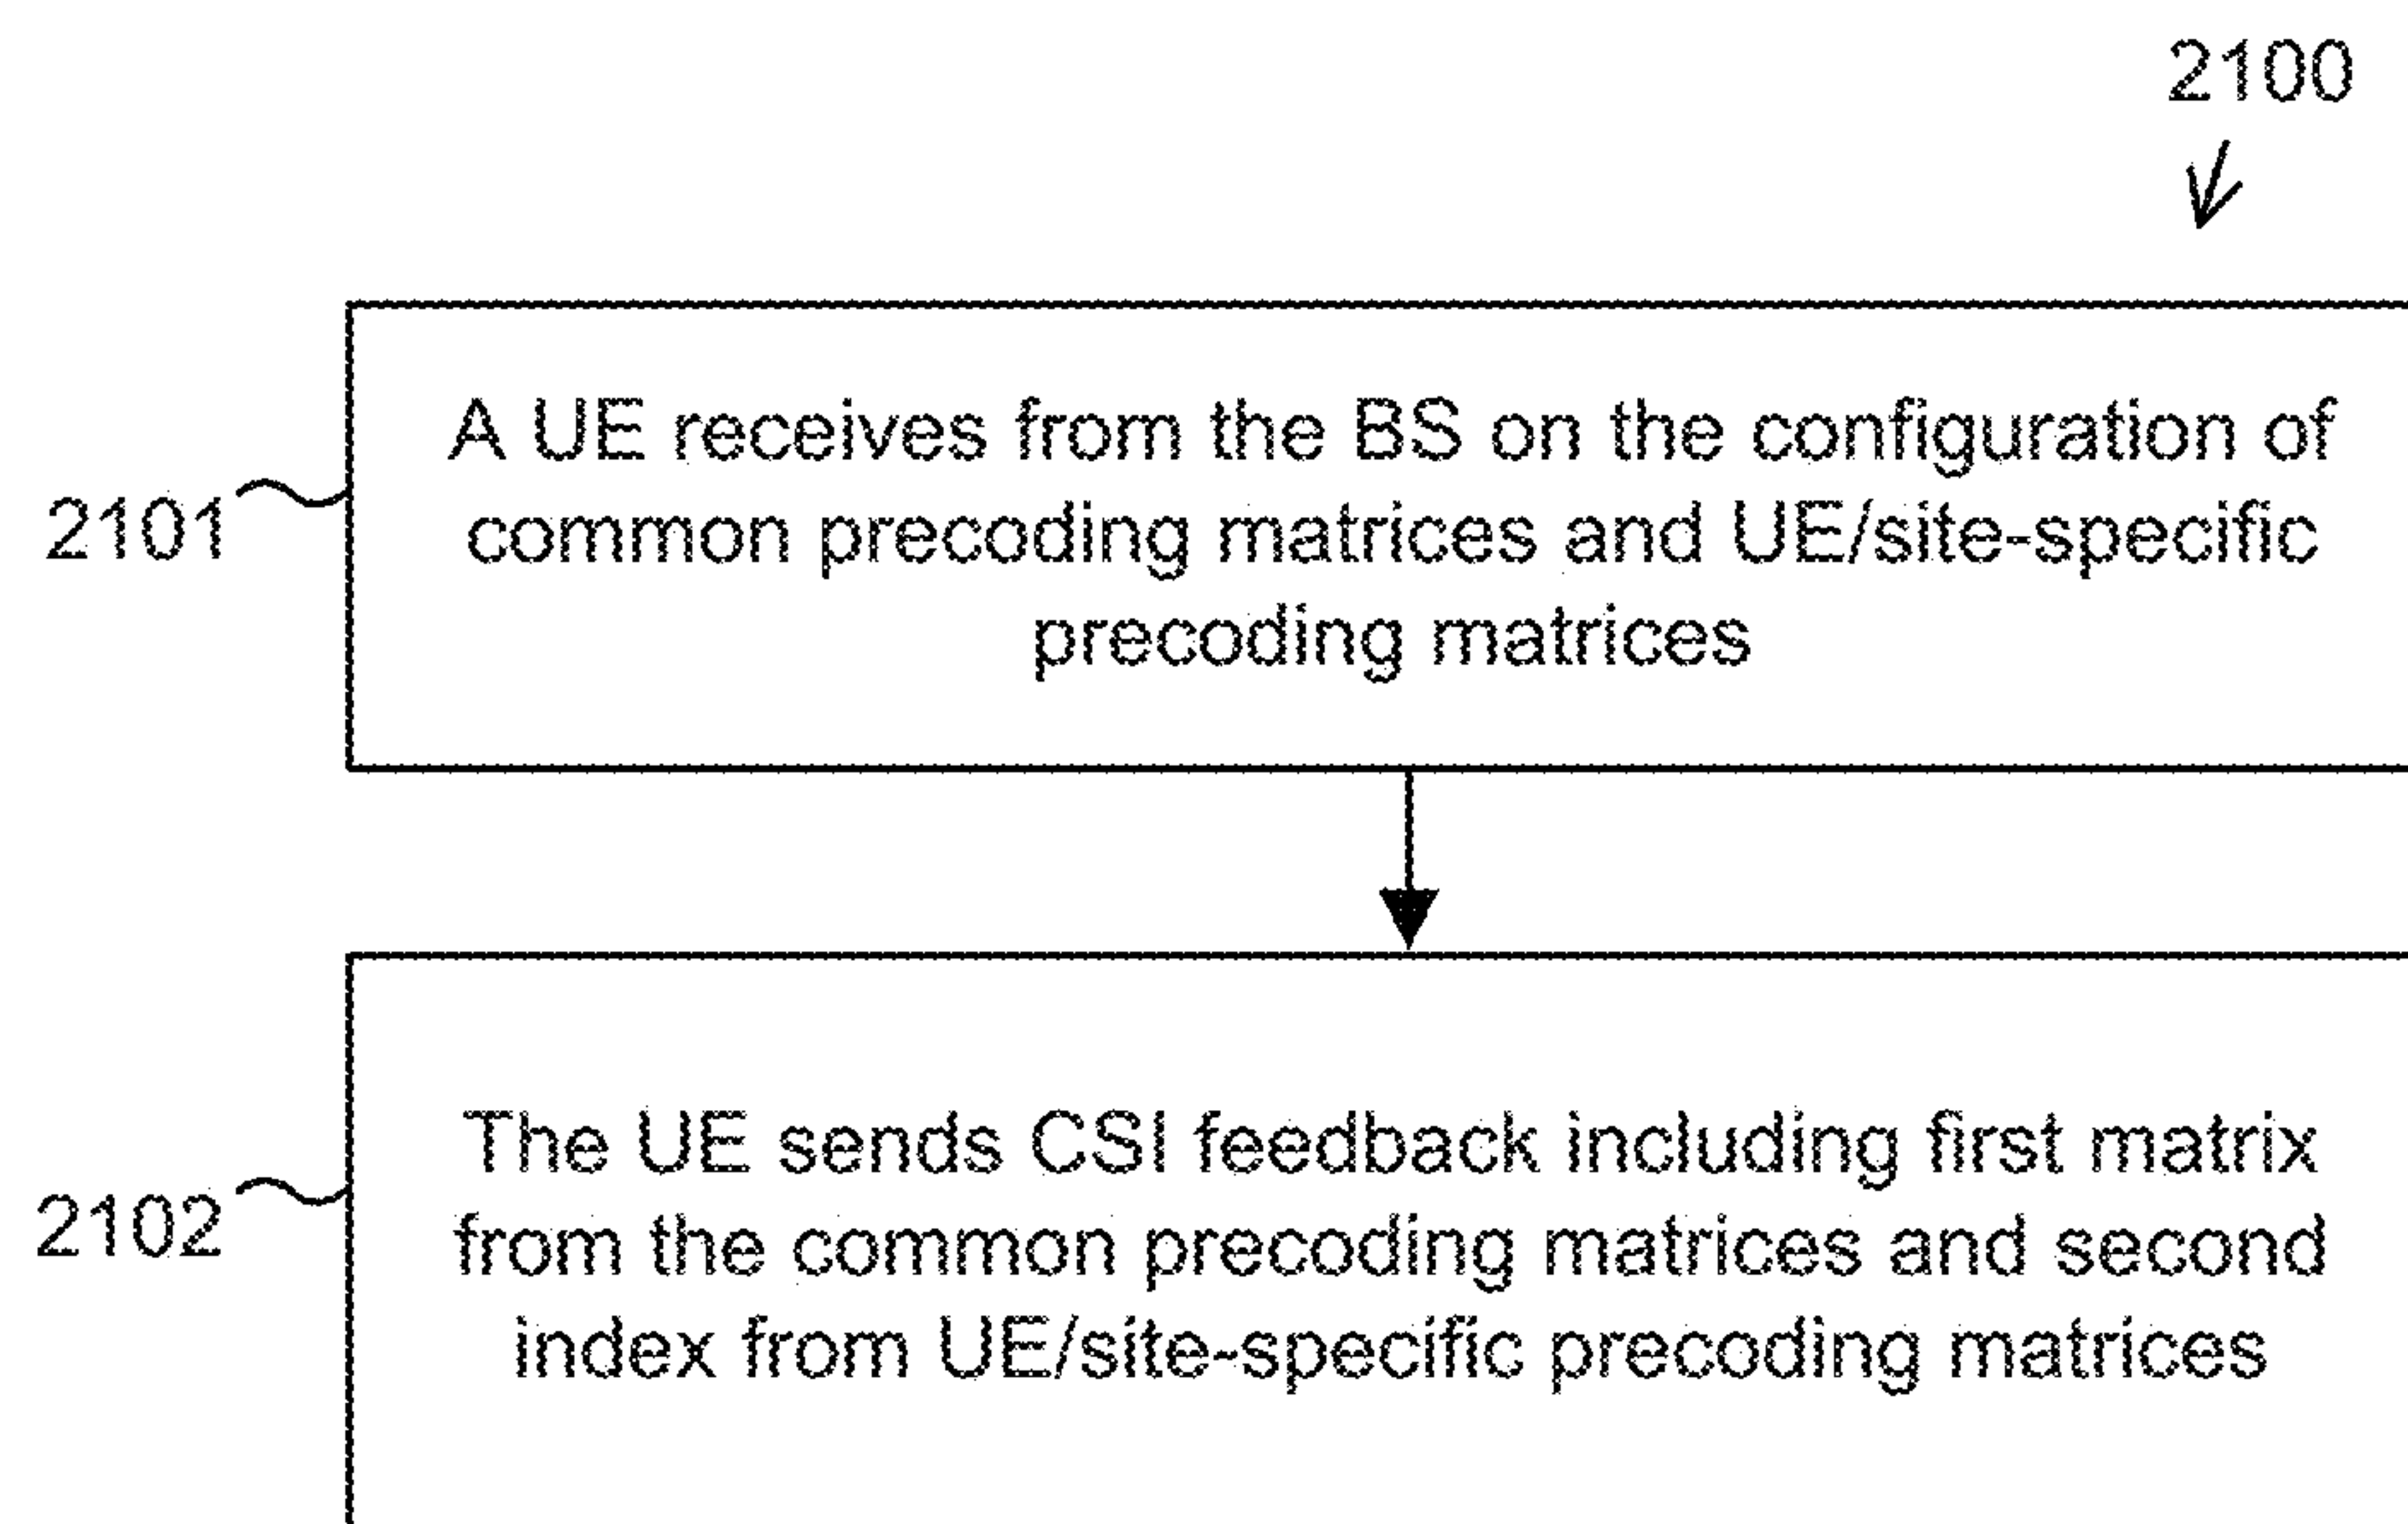 2100
A UE receives from the BS on the configuration of
2101
common precoding matrices and UE/site-specific
precoding matrices
The UE sends CSI feedback including first matrix
2102
from the common precoding matrices and second
index from UE/site-specific precoding matrices